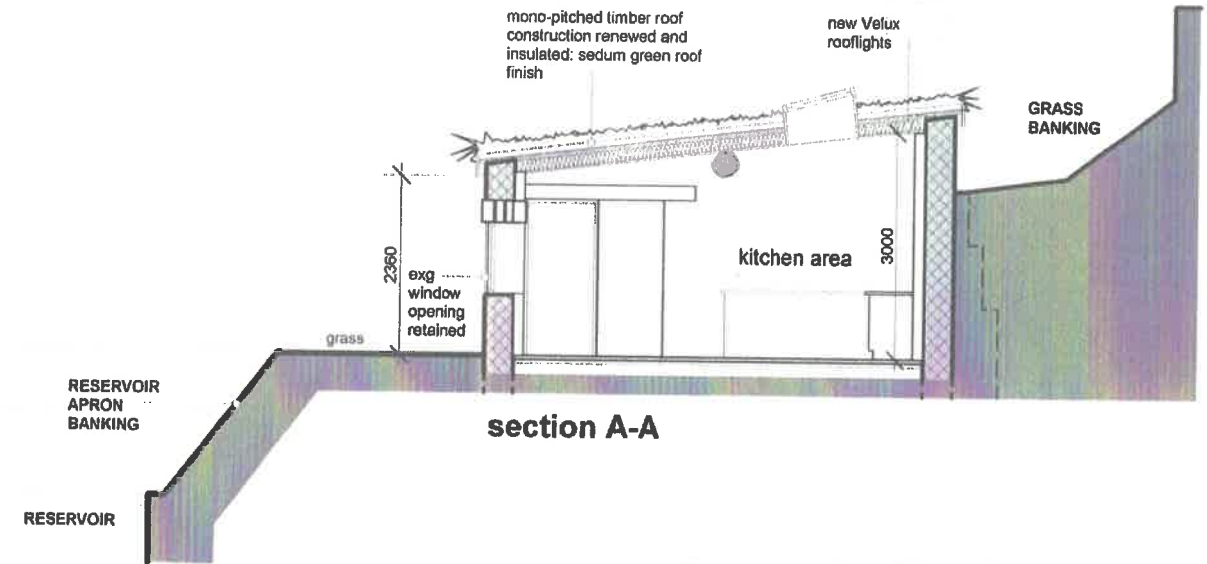 mono-pitched timber roof
construction renewed and
insulated: sedum green roof
finish
new Velux
rooflights
GRASS
BANKING
2360
exg
window
opening
retained
kitchen area
3000
grass
RESERVOIR
APRON
BANKING
section A-A
RESERVOIR